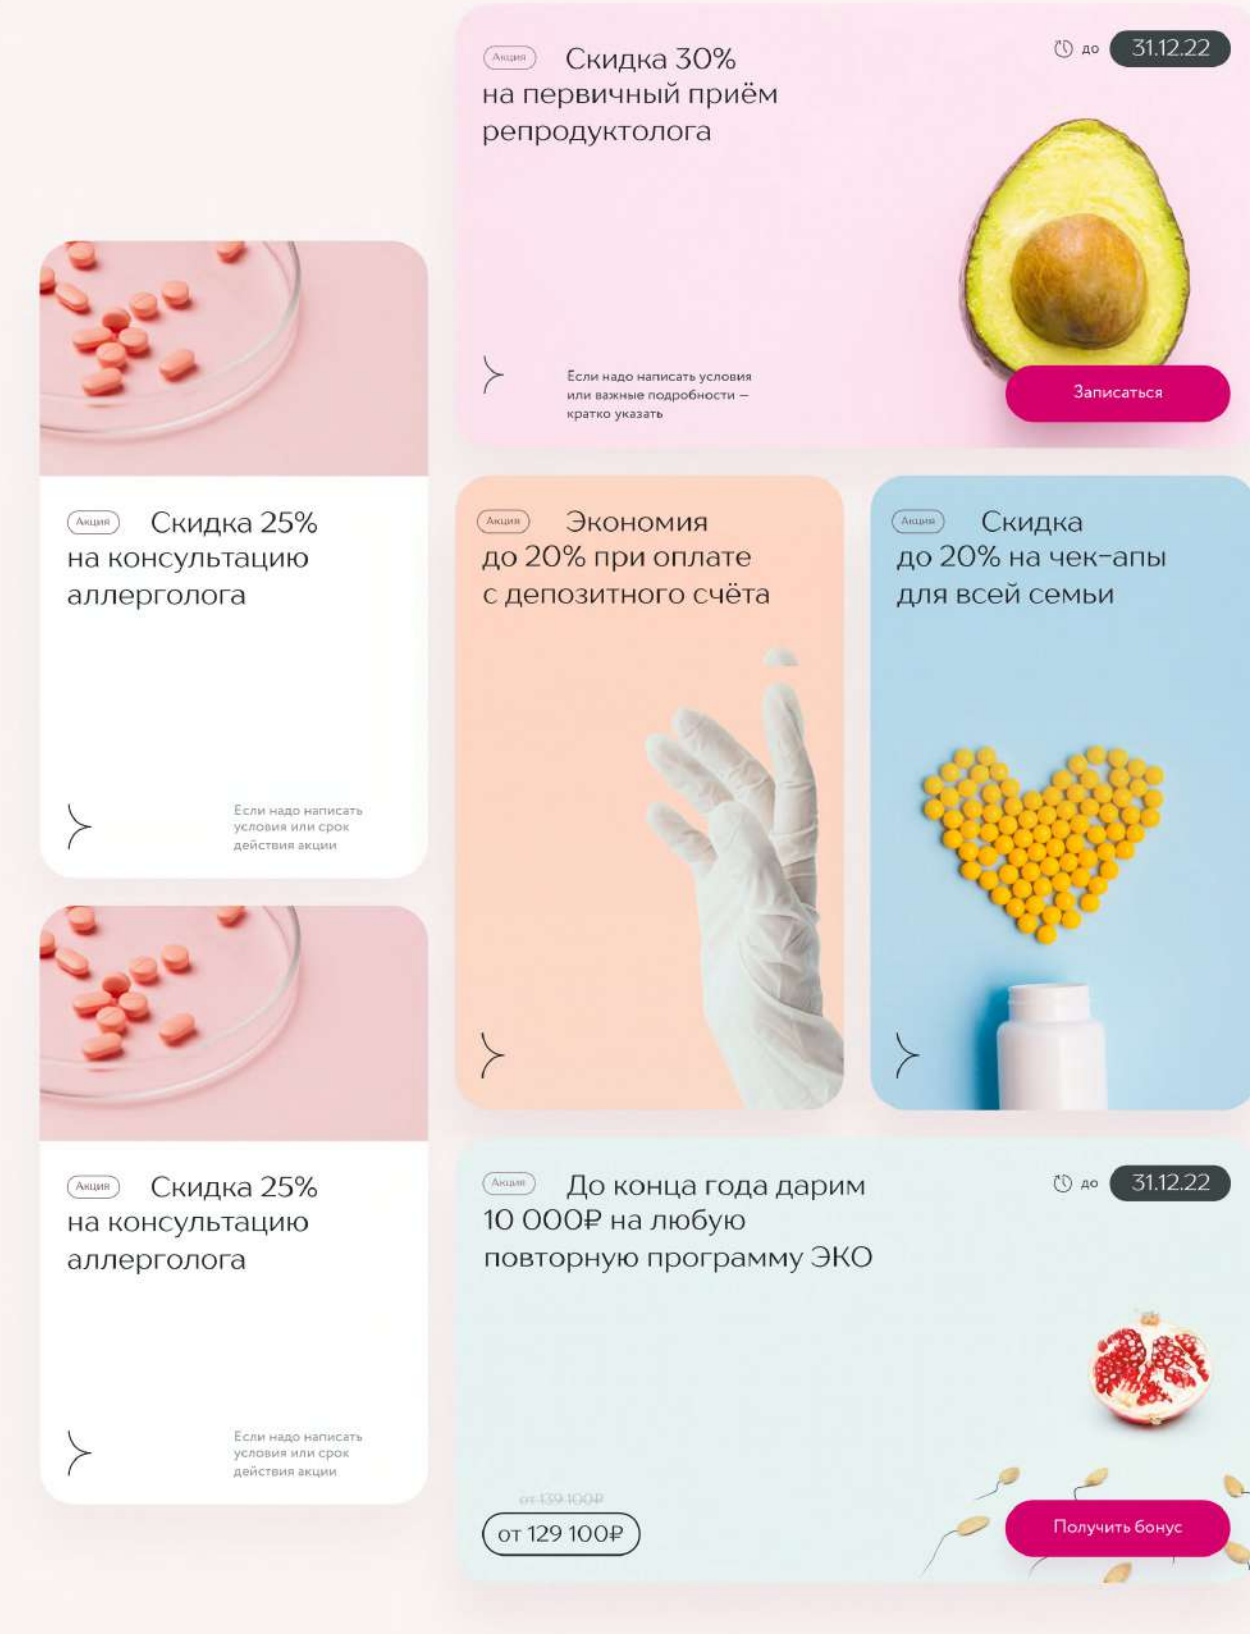 Акция Скидка 30%
на первичный приём
репродуктолога
до 31.12.22
Если надо написать условия
или важные подробности —
кратко указать
Записаться
Акция Скидка 25%
на консультацию
аллерголога
Если надо написать
условия или срок
действия акции
Акция Экономия
до 20% при оплате
с депозитного счёта
Акция Скидка
до 20% на чек-апы
для всей семьи
Акция Скидка 25%
на консультацию
аллерголога
Если надо написать
условия или срок
действия акции
Акция До конца года дарим
10 000₽ на любую
повторную программу ЭКО
до 31.12.22
от 139 100₽
от 129 100₽
Получить бонус